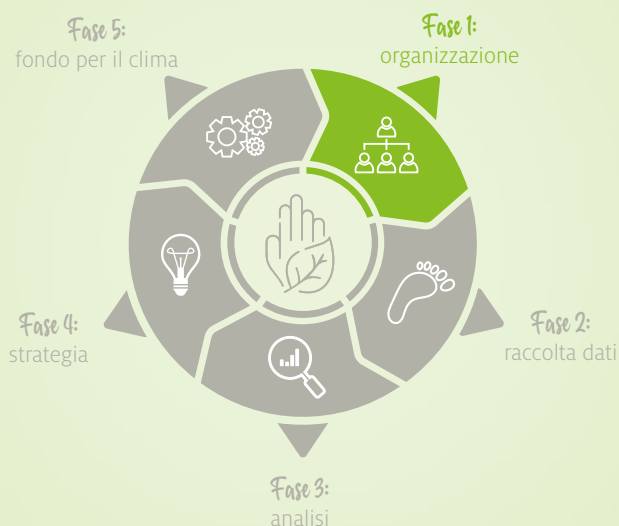 Fase 1:
organizzazione
Fase 2:
raccolta dati
Fase 3:
analisi
Fase 4:
strategia
Fase 5:
fondo per il clima